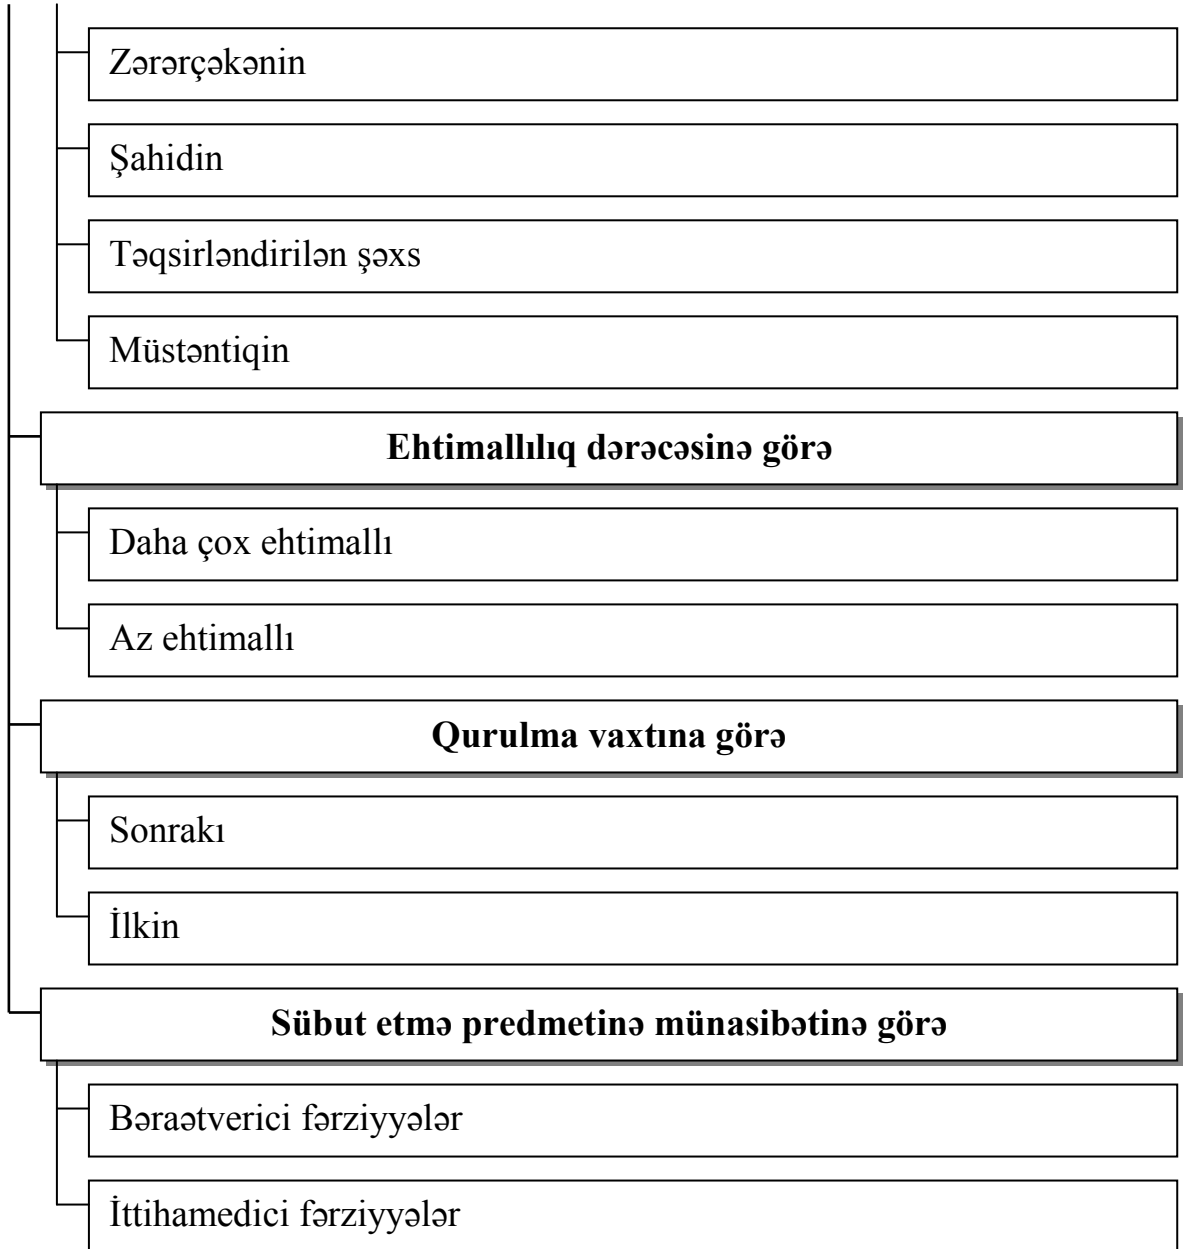 Zərərçəkənin
Şahidin
Təqsirləndirilən şəxs
Müstəntiqin
Ehtimallılıq dərəcəsinə görə
Daha çox ehtimallı
Az ehtimallı
Qurulma vaxtına görə
Sonrakı
İlkin
Sübut etmə predmetinə münasibətinə görə
Bəraətverici fərziyyələr
İttihamedici fərziyyələr